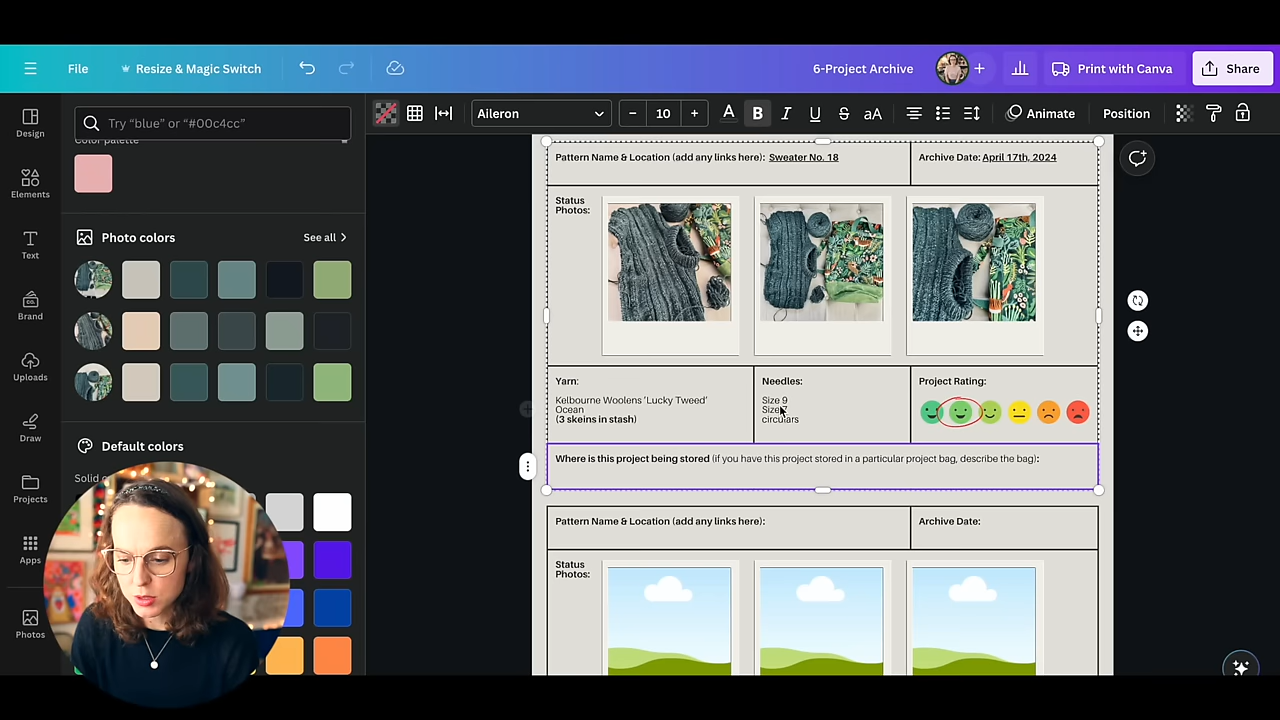 File
Resize & Magic Switch
6-Project Archive
Print with Canva
Share
Design
Elements
Text
Brand
Uploads
Draw
Projects
Apps
Photos
Try “blue” or “#00c4cc”
Color palette
Photo colors
See all
Default colors
Aileron
10
A
B
I
U
S
aA
Animate
Position
Pattern Name & Location (add any links here): Sweater No. 18
Archive Date: April 17th, 2024
Status
Photos:
Yarn:
Kelbourne Woolens ‘Lucky Tweed’
Ocean
(3 skeins in stash)
Needles:
Size 9
Size
circulars
Project Rating:
Where is this project being stored (if you have this project stored in a particular project bag, describe the bag):
Pattern Name & Location (add any links here):
Archive Date:
Status
Photos: